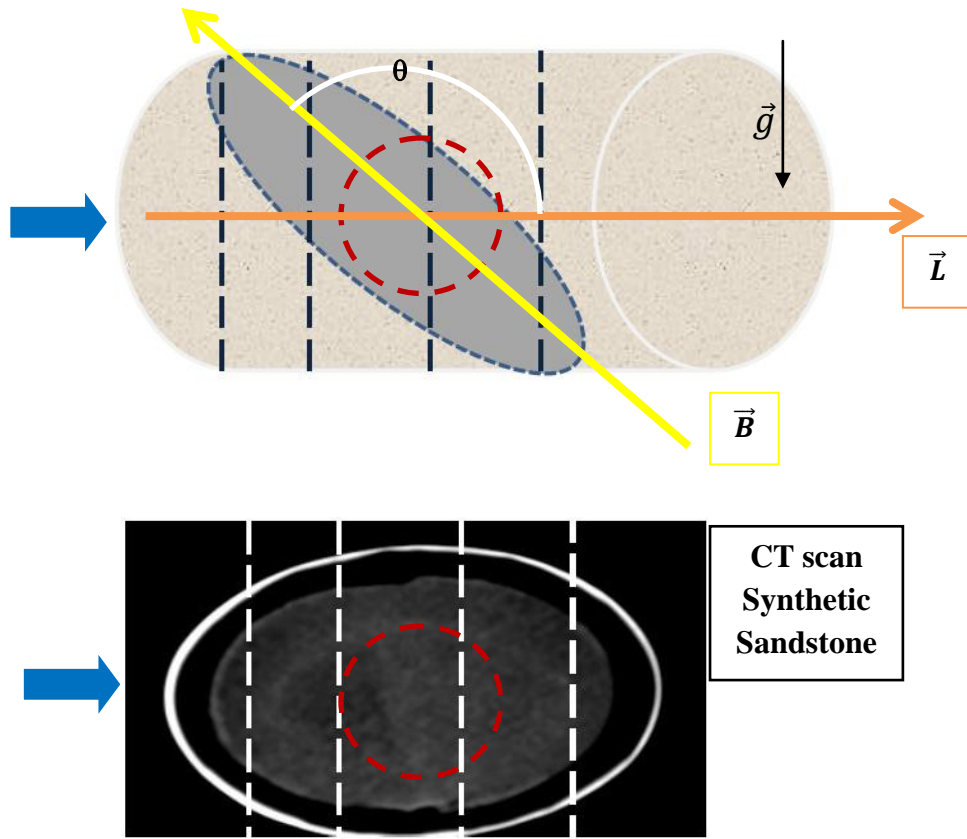 θ
g⃗
L⃗
B⃗
CT scan
Synthetic
Sandstone